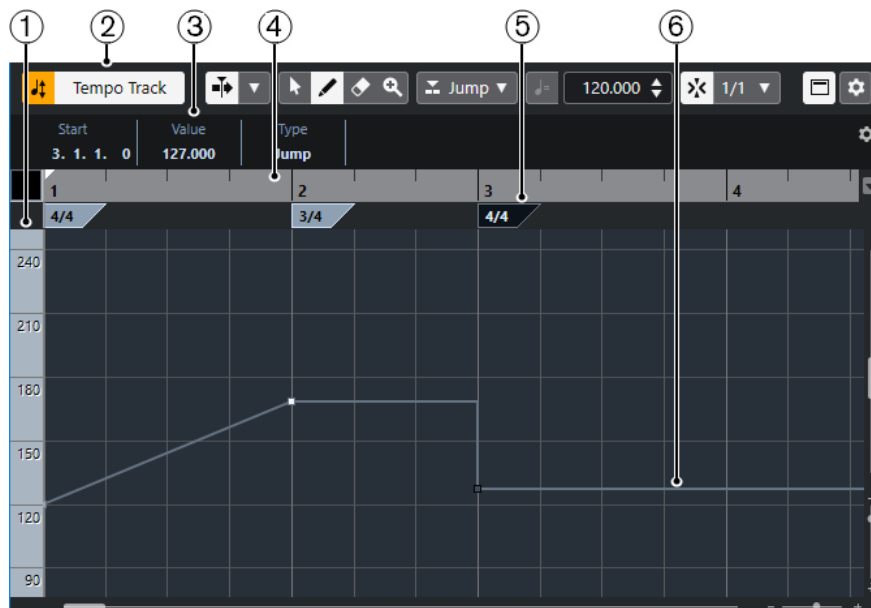 ① ② ③ ④ ⑤ ⑥
Tempo Track Jump 120.000 1/1
Start Value Type
3. 1. 1. 0 127.000 Jump
1 2 3 4
4/4 3/4 4/4
240
210
180
150
120
90